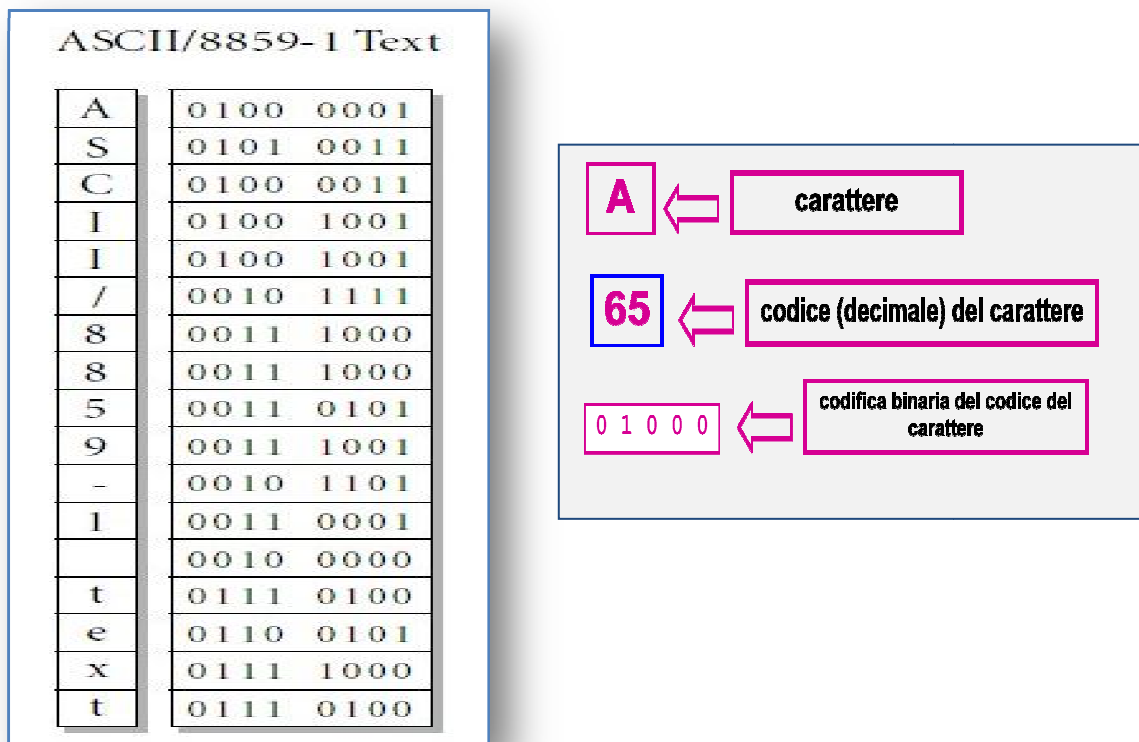 ASCII/8859-1 Text
A 0100 0001
S 0101 0011
C 0100 0011
I 0100 1001
I 0100 1001
/ 0010 1111
8 0011 1000
8 0011 1000
5 0011 0101
9 0011 1001
- 0010 1101
1 0011 0001
0010 0000
t 0111 0100
e 0110 0101
x 0111 1000
t 0111 0100
A carattere
65 codice (decimale) del carattere
0 1 0 0 0 codifica binaria del codice del
carattere